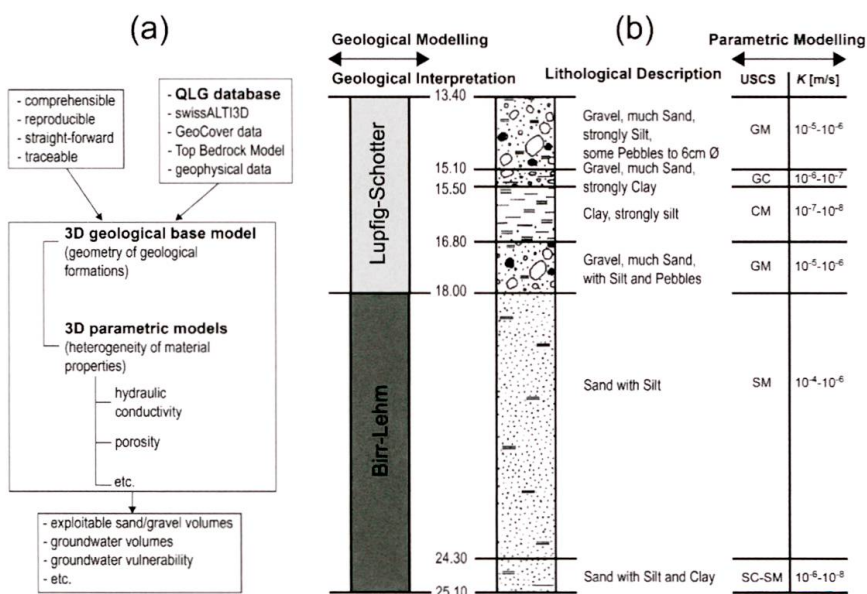 (a)
- comprehensible
- reproducible
- straight-forward
- traceable
- QLG database
- swissALTI3D
- GeoCover data
- Top Bedrock Model
- geophysical data
3D geological base model
(geometry of geological
formations)
3D parametric models
(heterogeneity of material
properties)
hydraulic
conductivity
porosity
etc.
- exploitable sand/gravel volumes
- groundwater volumes
- groundwater vulnerability
- etc.
(b)
Geological Modelling
Parametric Modelling
Geological Interpretation
Lithological Description
USCS
K [m/s]
13.40
Lupfig-Schotter
Gravel, much Sand,
strongly Silt,
some Pebbles to 6cm Ø
GM
10⁻⁵-10⁻⁶
15.10
Gravel, much Sand,
strongly Clay
GC
10⁻⁶-10⁻⁷
15.50
Clay, strongly silt
CM
10⁻⁷-10⁻⁸
16.80
Gravel, much Sand,
with Silt and Pebbles
GM
10⁻⁵-10⁻⁶
18.00
Birr-Lehm
Sand with Silt
SM
10⁻⁴-10⁻⁶
24.30
Sand with Silt and Clay
SC-SM
10⁻⁶-10⁻⁸
25.10